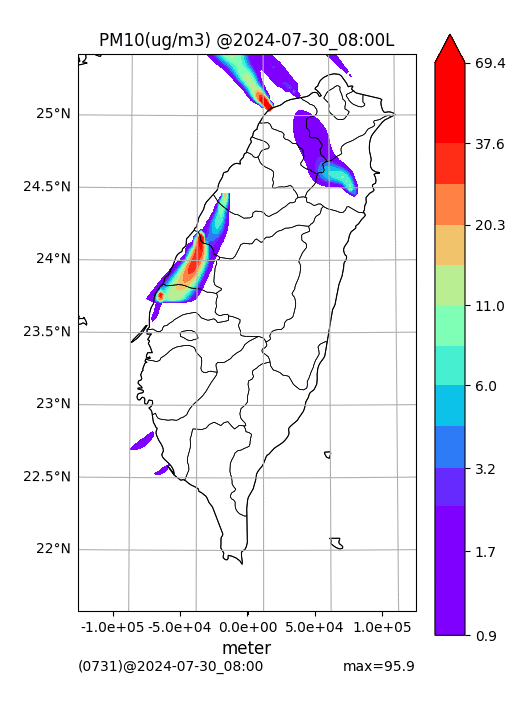 PM10(ug/m3) @2024-07-30_08:00L
25°N
24.5°N
24°N
23.5°N
23°N
22.5°N
22°N
69.4
37.6
20.3
11.0
6.0
3.2
1.7
0.9
-1.0e+05 -5.0e+04 0.0e+00 5.0e+04 1.0e+05
meter
(0731)@2024-07-30_08:00 max=95.9